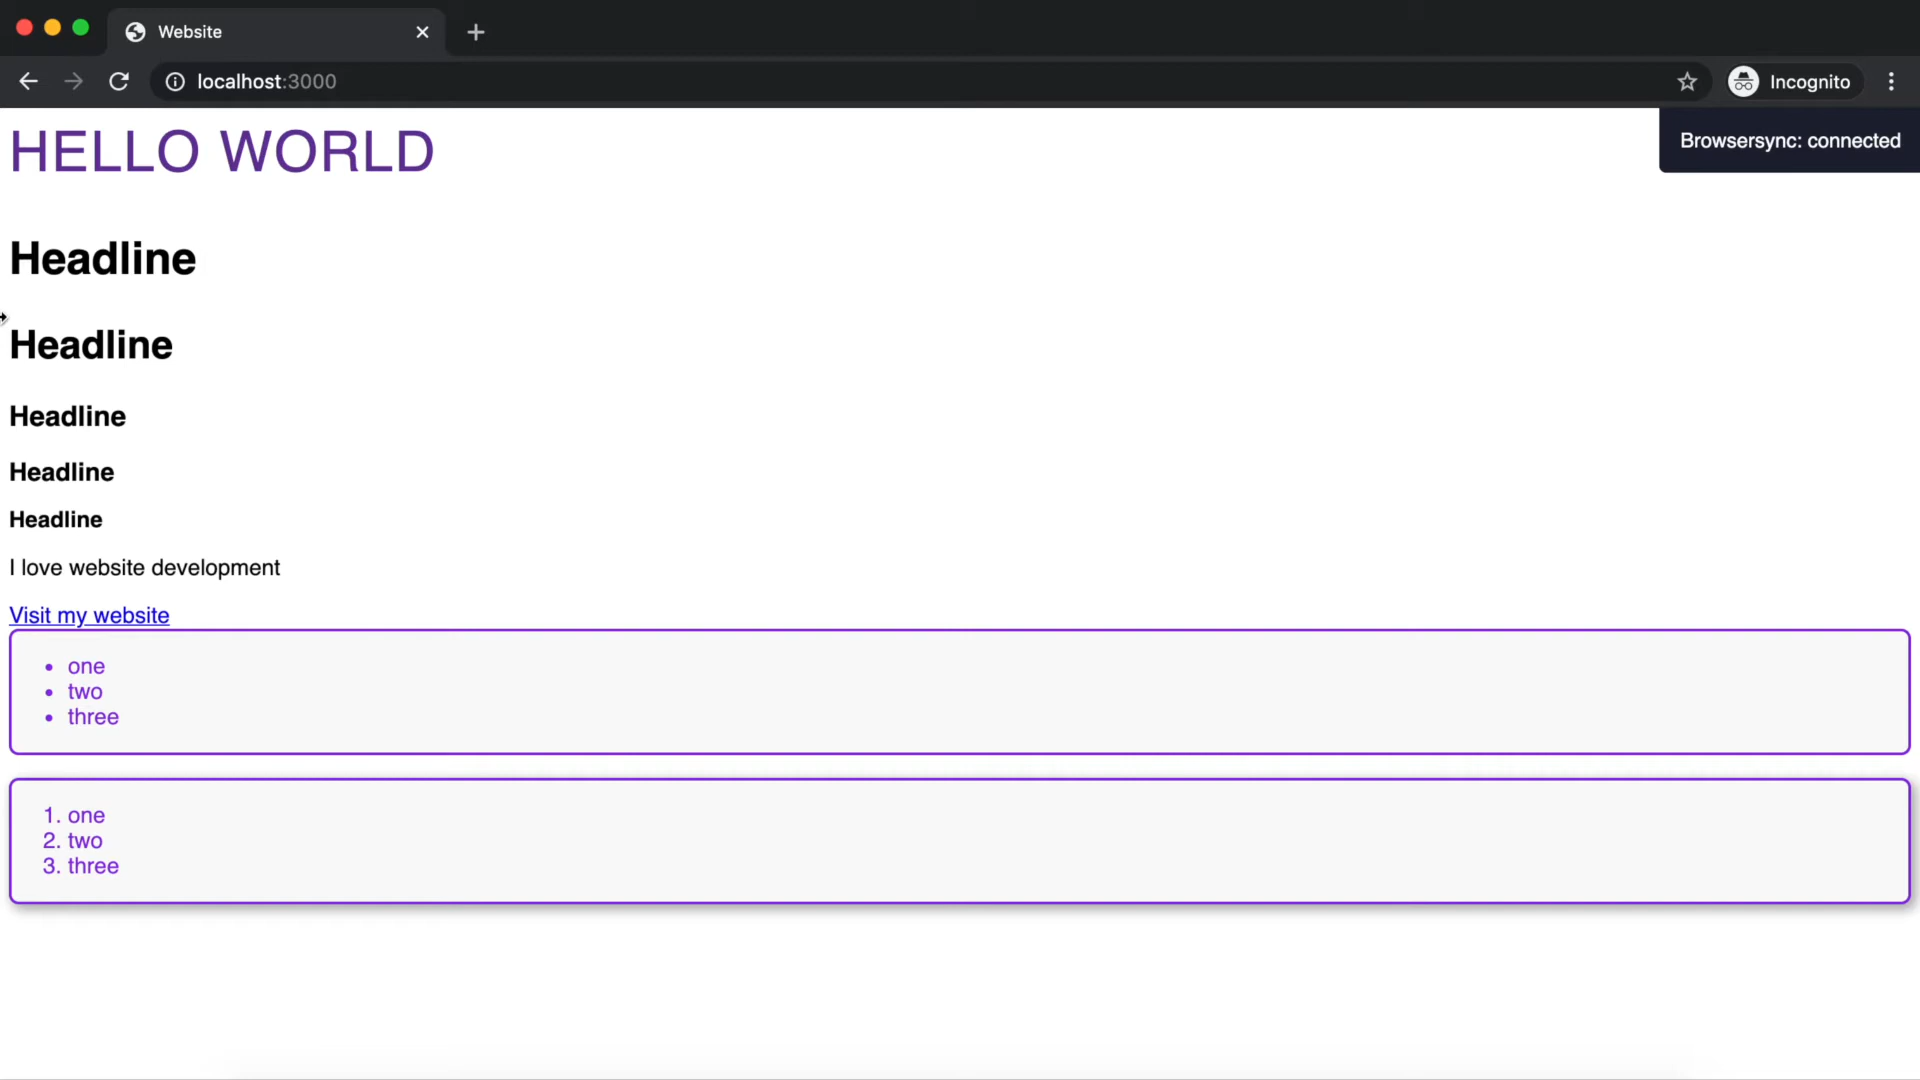 Website
localhost:3000
Incognito
Browsersync: connected
HELLO WORLD
Headline
Headline
Headline
Headline
Headline
I love website development
Visit my website
• one
• two
• three
1. one
2. two
3. three